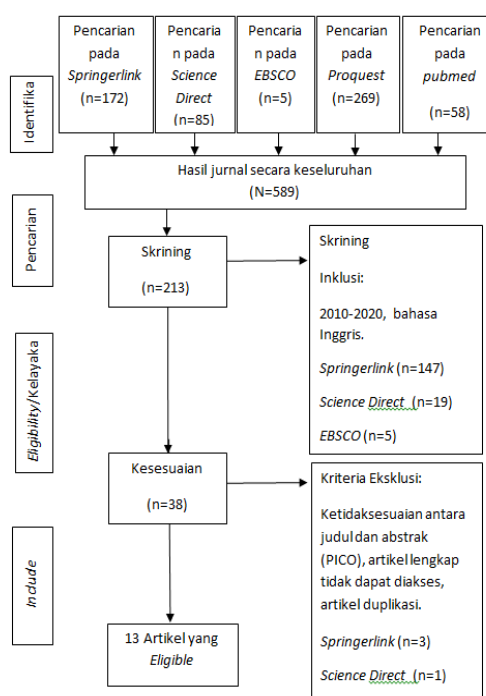 Pencarian
pada
Springerlink
(n=172)
Pencaria
n pada
Science
Direct
(n=85)
Pencaria
n pada
EBSCO
(n=5)
Pencarian
pada
Proquest
(n=269)
Pencarian
pada
pubmed
(n=58)
Identifika
Hasil jurnal secara keseluruhan
(N=589)
Pencarian
Skrining
(n=213)
Skrining
Inklusi:
2010-2020, bahasa
Inggris.
Springerlink (n=147)
Science Direct (n=19)
EBSCO (n=5)
Eligibility/Kelayaka
Kesesuaian
(n=38)
Kriteria Eksklusi:
Ketidaksesuaian antara
judul dan abstrak
(PICO), artikel lengkap
tidak dapat diakses,
artikel duplikasi.
Springerlink (n=3)
Science Direct (n=1)
Include
13 Artikel yang
Eligible